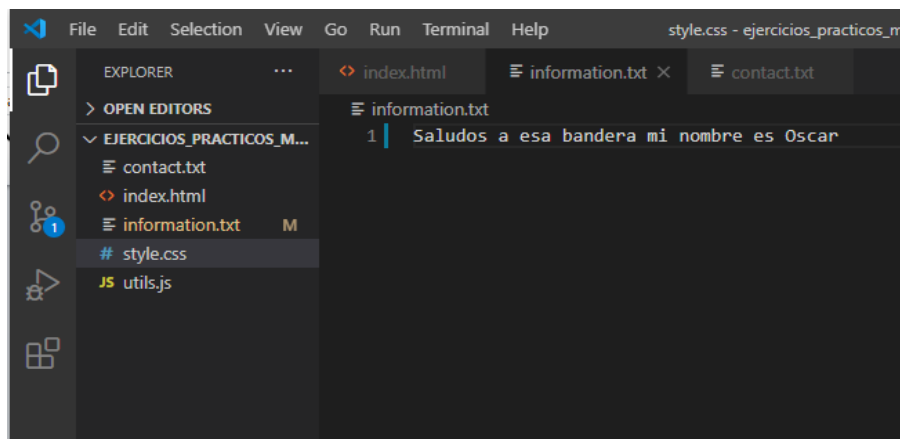 File Edit Selection View Go Run Terminal Help style.css - ejercicios_practicos_m
EXPLORER ... index.html information.txt contact.txt
OPEN EDITORS
information.txt
EJERCICIOS_PRACTICOS_M...
1 Saludos a esa bandera mi nombre es Oscar
contact.txt
index.html
information.txt M
1
# style.css
JS utils.js